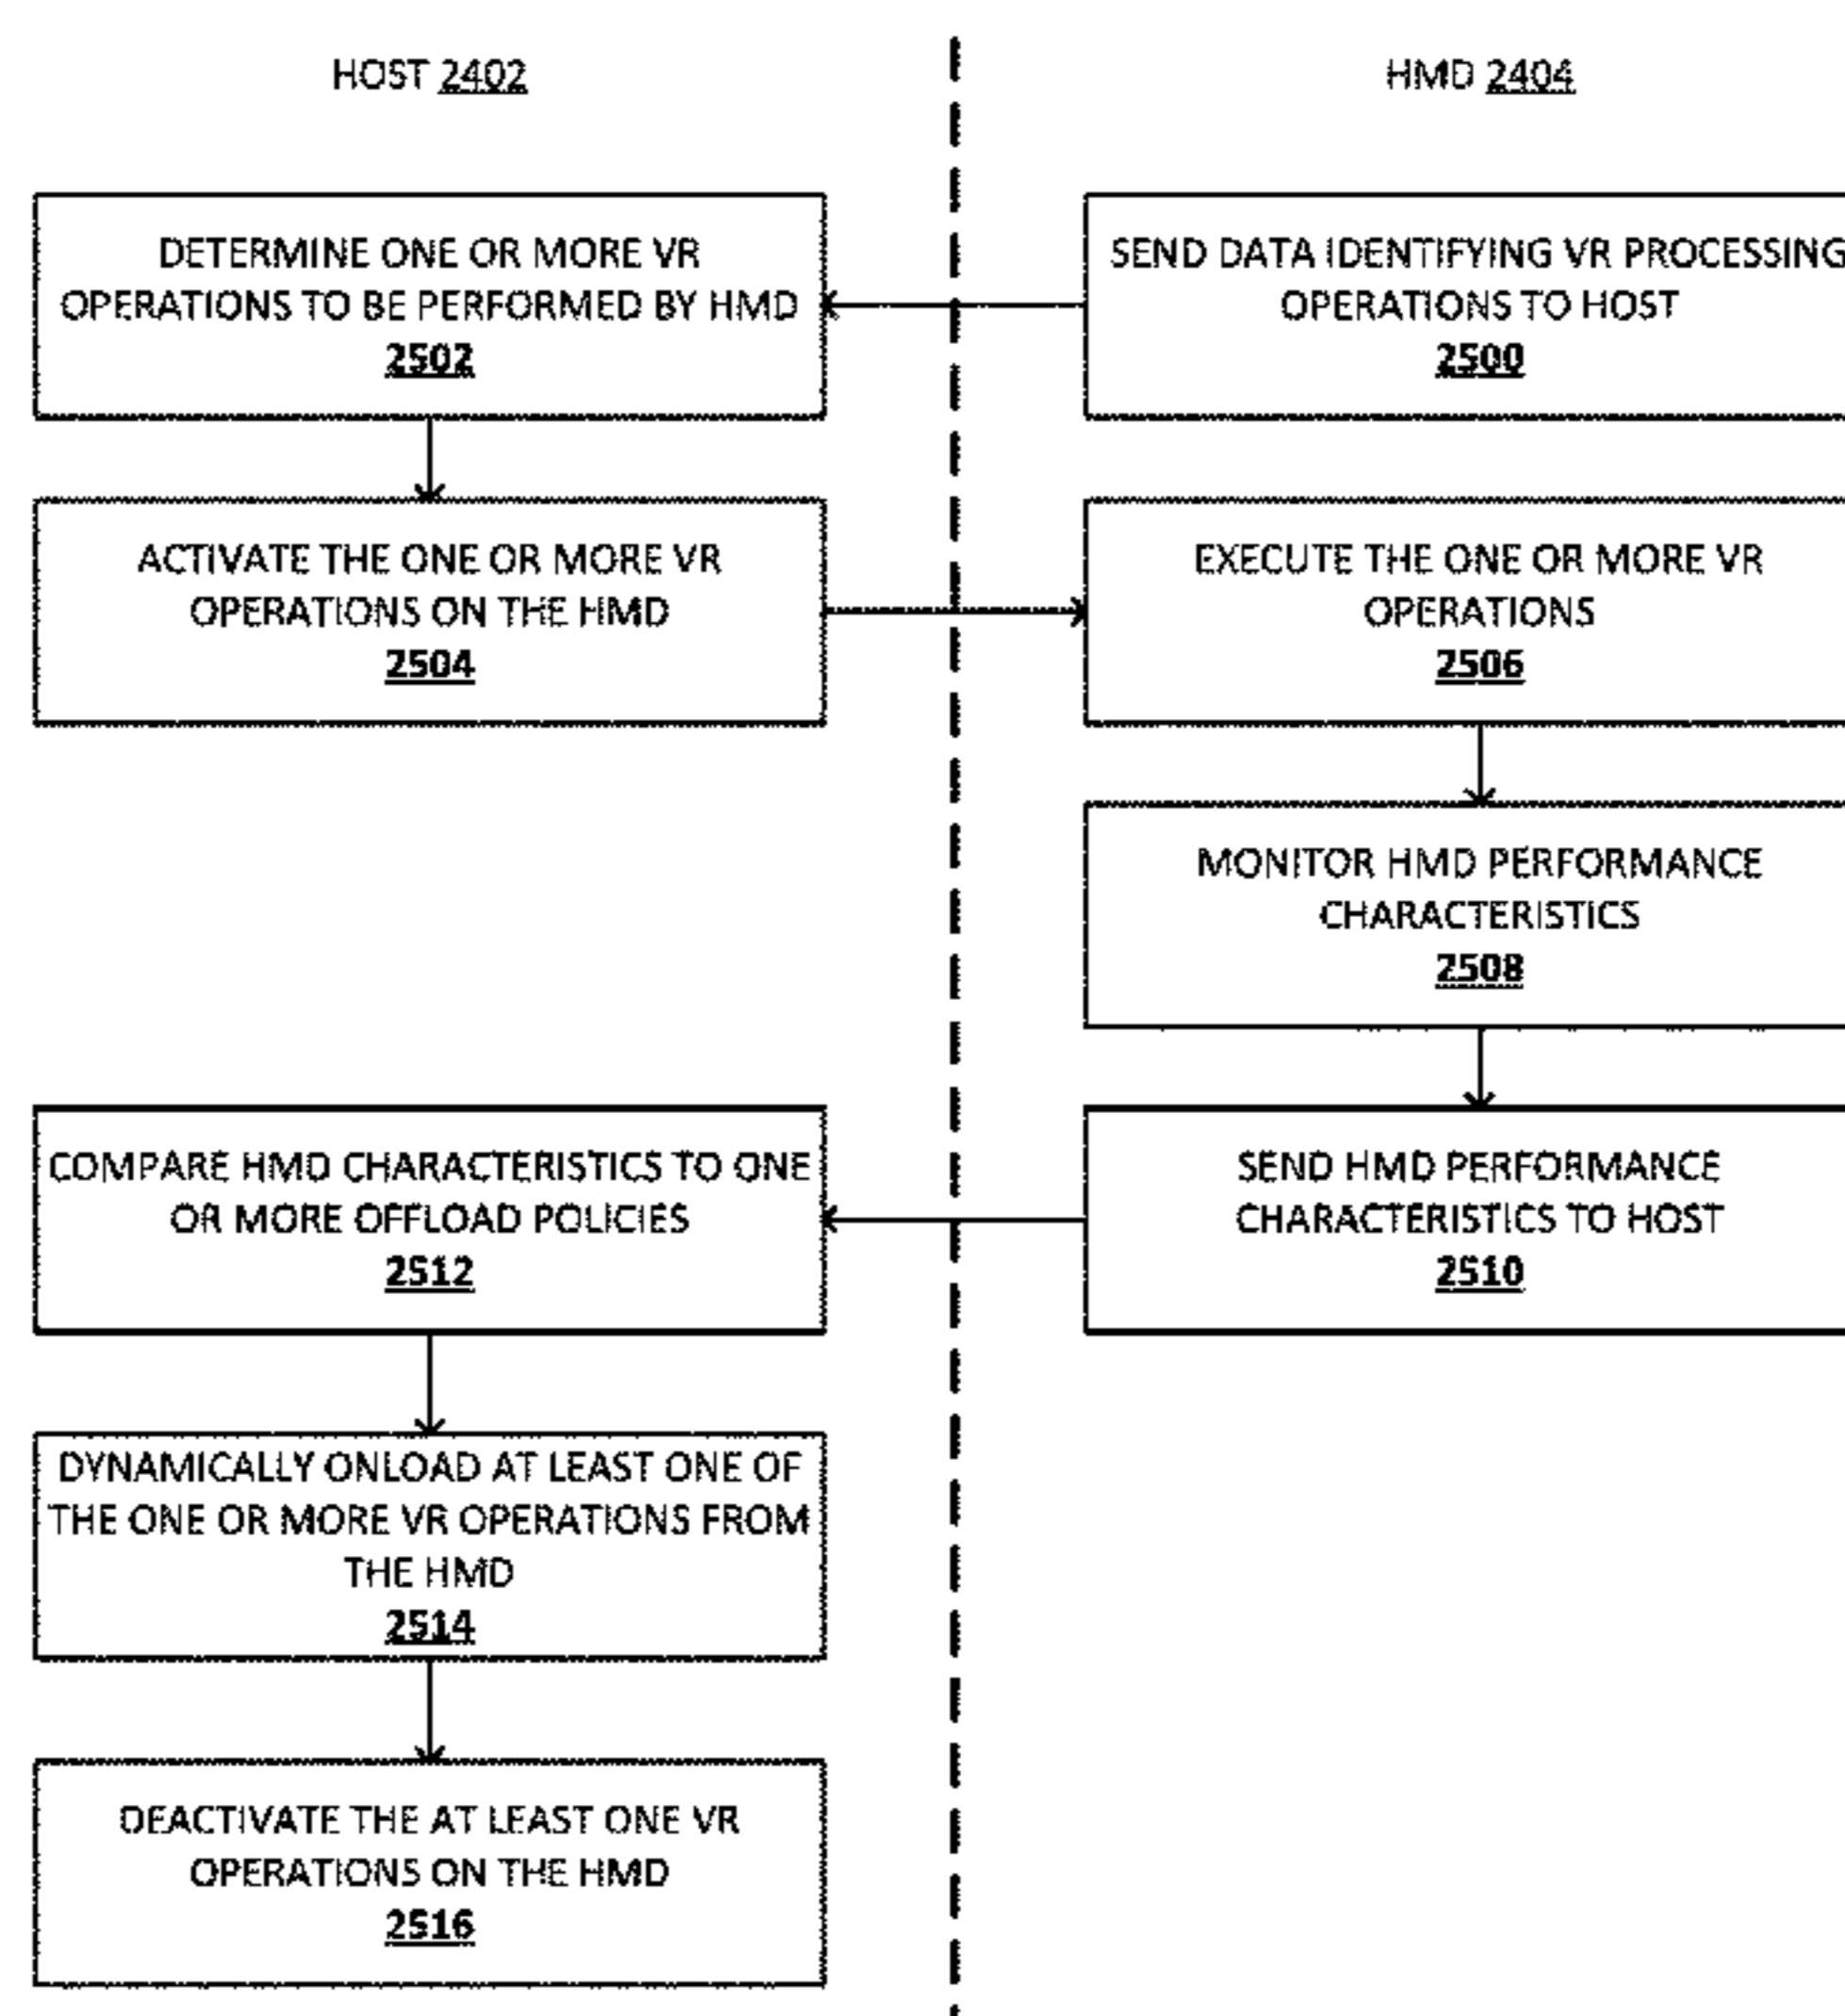 HOST 2402
HMD 2404
DETERMINE ONE OR MORE VR
OPERATIONS TO BE PERFORMED BY HMD
2502
SEND DATA IDENTIFYING VR PROCESSING
OPERATIONS TO HOST
2500
ACTIVATE THE ONE OR MORE VR
OPERATIONS ON THE HMD
2504
EXECUTE THE ONE OR MORE VR
OPERATIONS
2506
MONITOR HMD PERFORMANCE
CHARACTERISTICS
2508
COMPARE HMD CHARACTERISTICS TO ONE
OR MORE OFFLOAD POLICIES
2512
SEND HMD PERFORMANCE
CHARACTERISTICS TO HOST
2510
DYNAMICALLY ONLOAD AT LEAST ONE OF
THE ONE OR MORE VR OPERATIONS FROM
THE HMD
2514
DEACTIVATE THE AT LEAST ONE VR
OPERATIONS ON THE HMD
2516